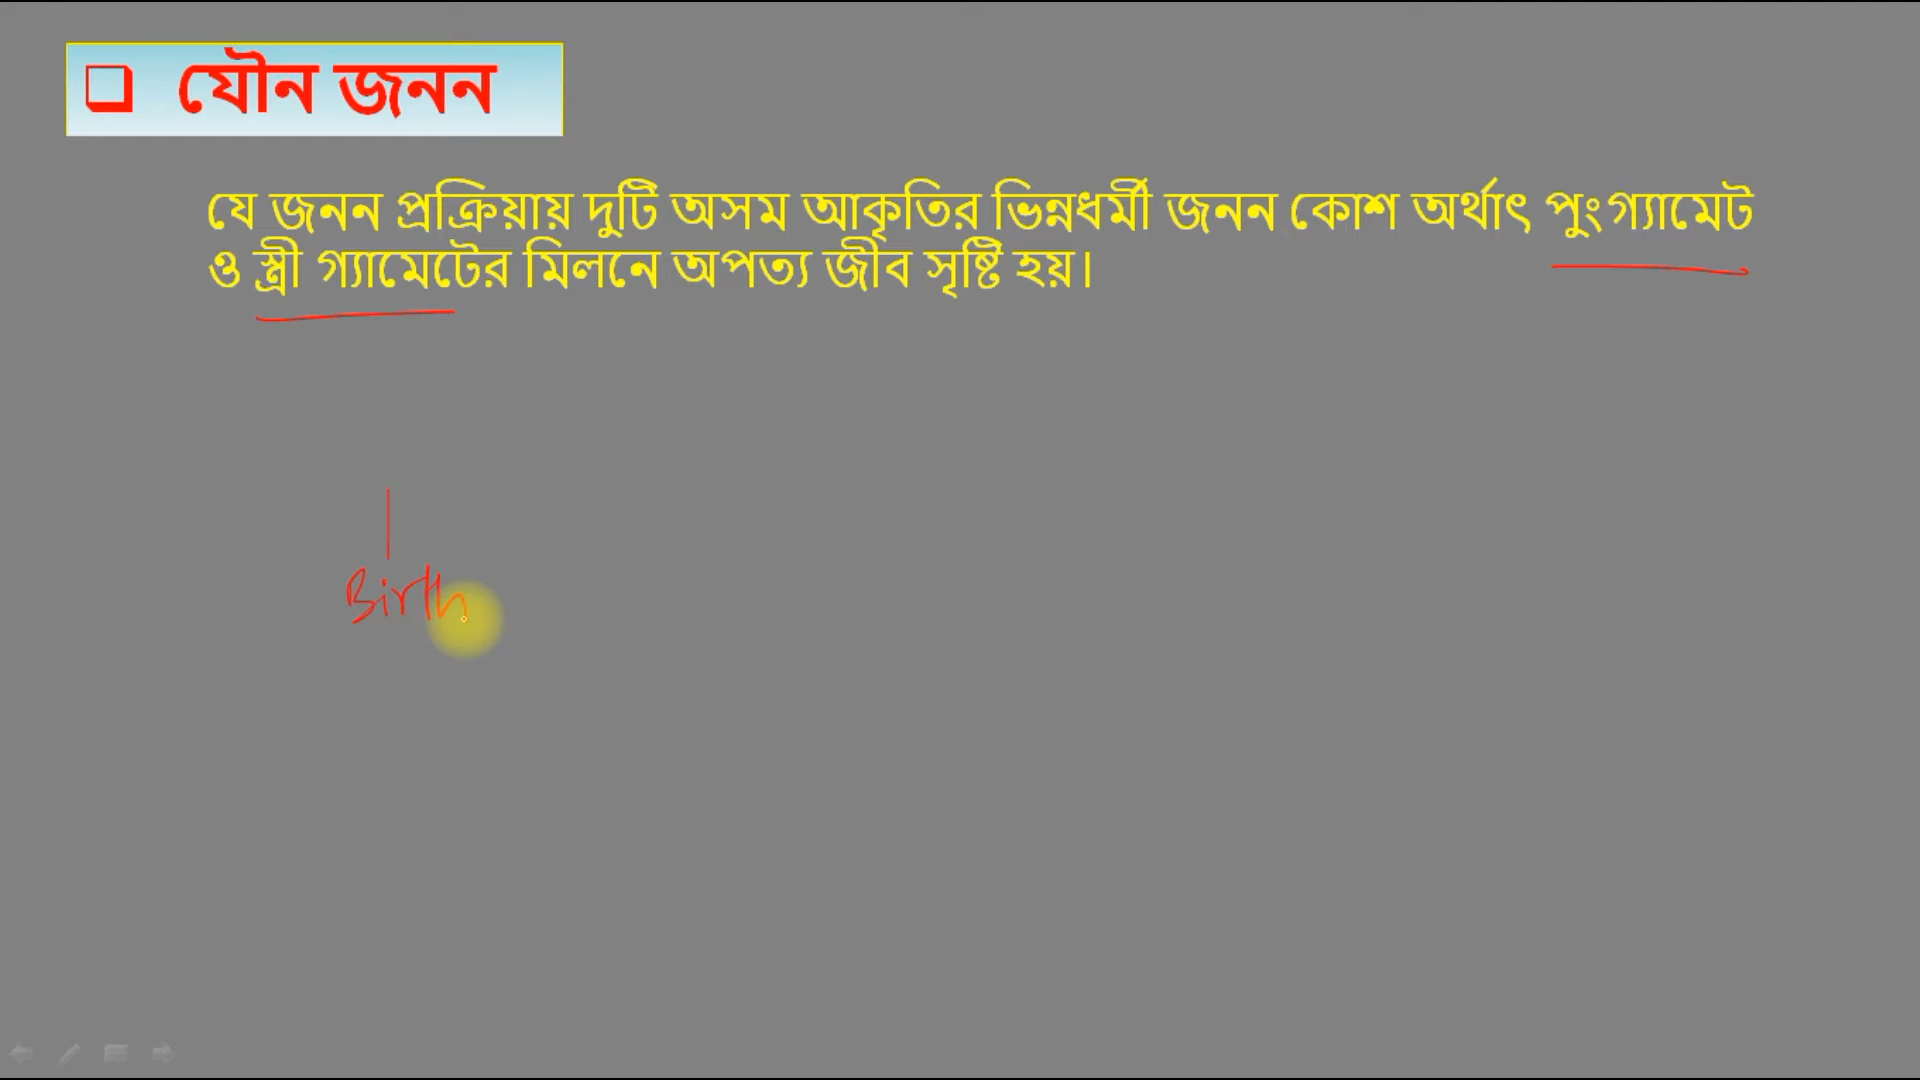 যৌন জনন
যে জনন প্রক্রিয়ায় দুটি অসম আকৃতির ভিন্নধর্মী জনন কোশ অর্থাৎ পুংগ্যামেট
ও স্ত্রী গ্যামেটের মিলনে অপত্য জীব সৃষ্টি হয়।
Birth